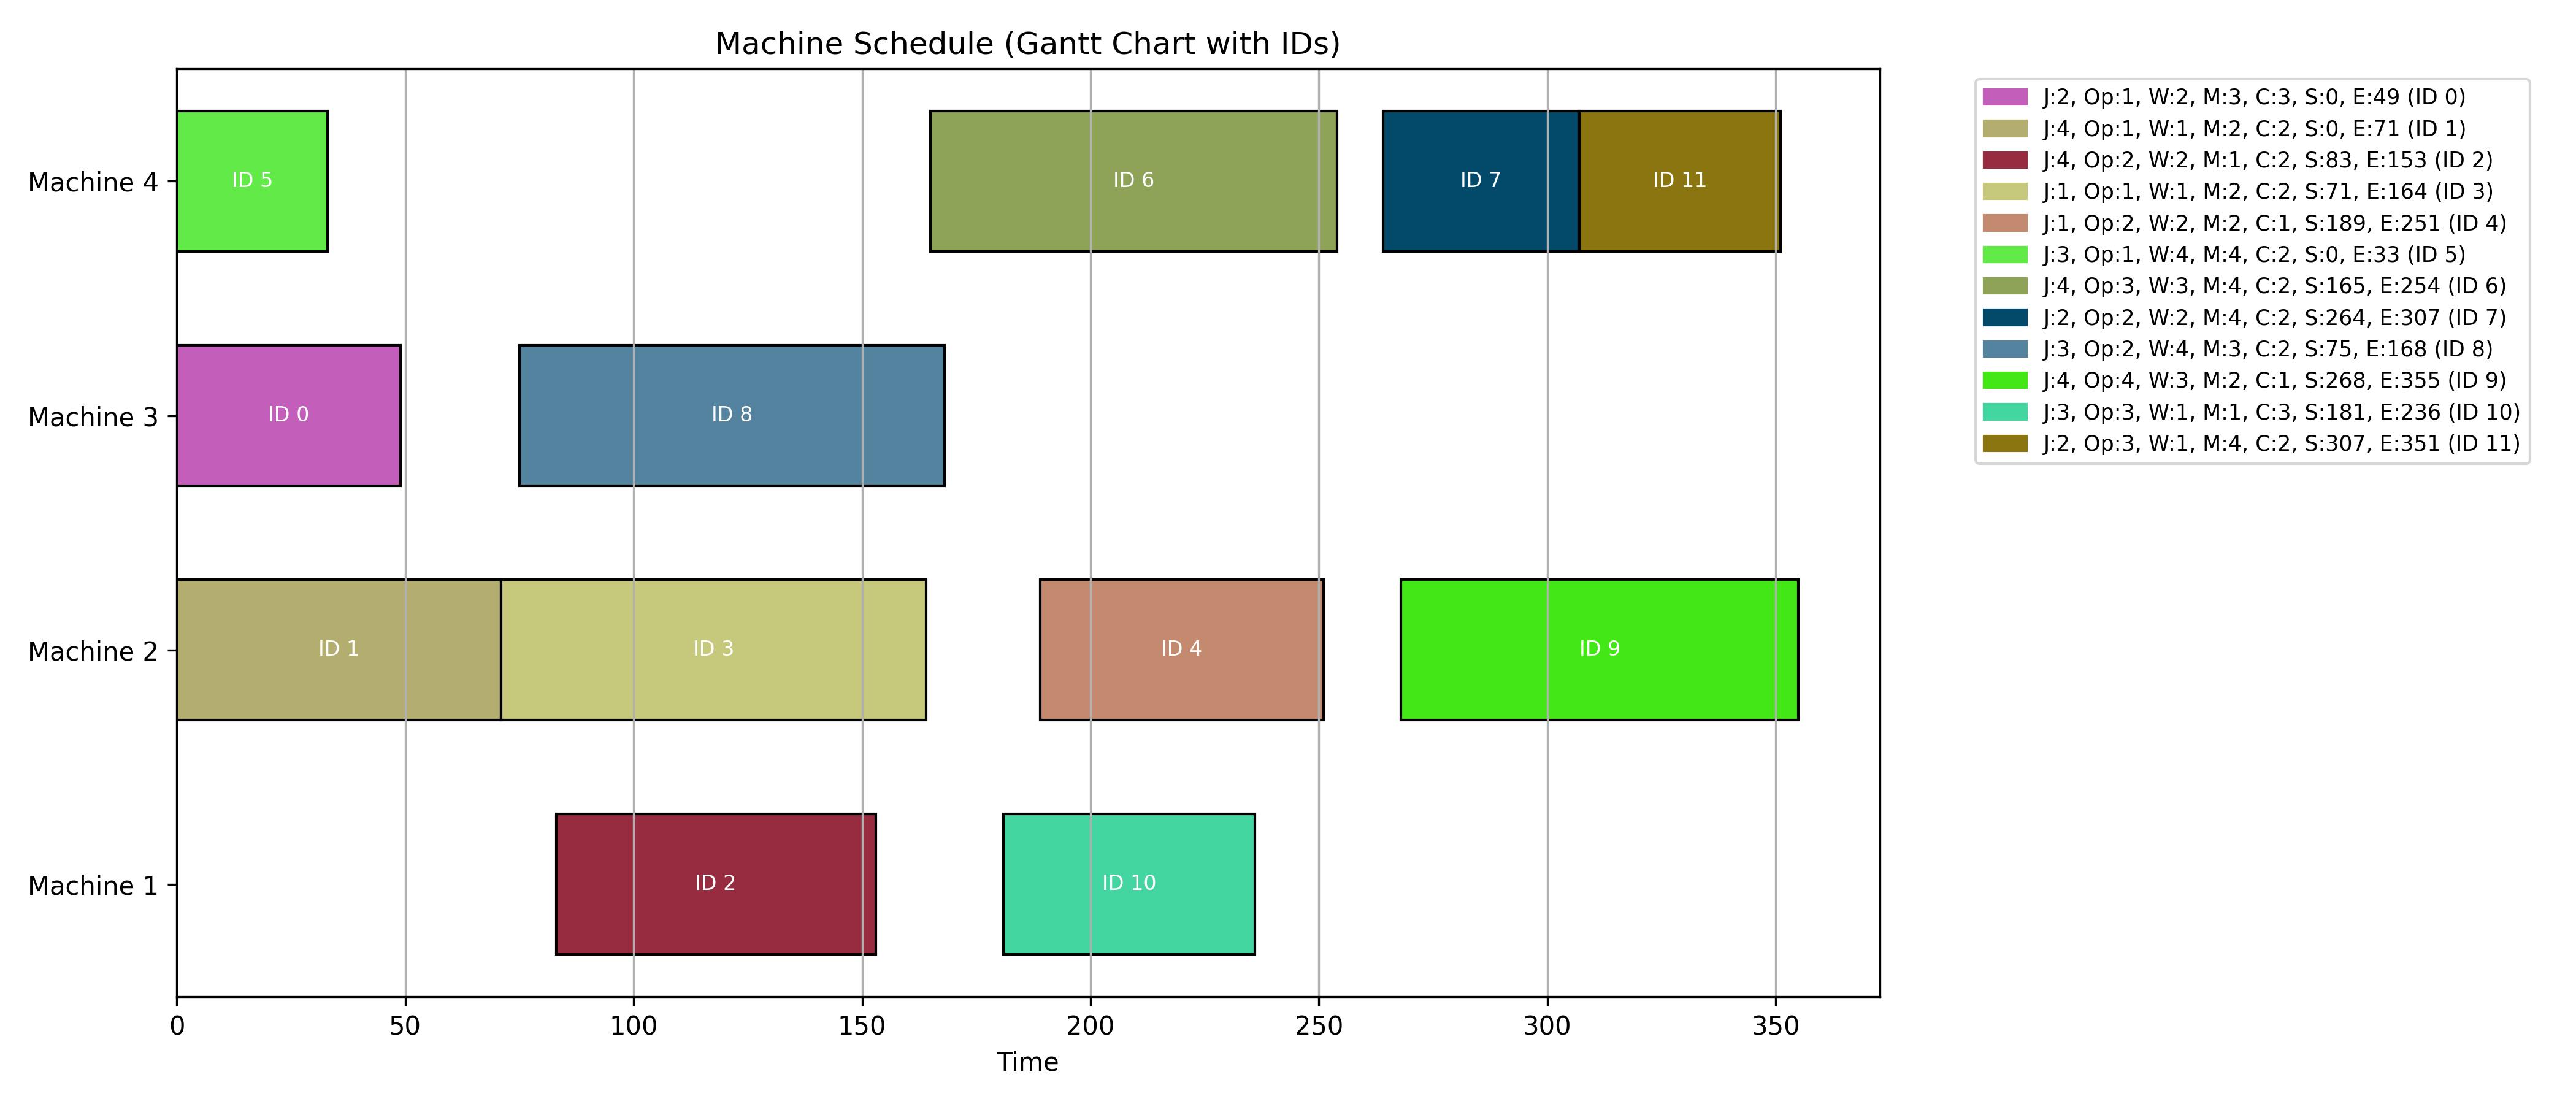 Machine Schedule (Gantt Chart with IDs)
Machine 4
ID 5
ID 6
ID 7
ID 11
Machine 3
ID 0
ID 8
Machine 2
ID 1
ID 3
ID 4
ID 9
Machine 1
ID 2
ID 10
0 50 100 150 200 250 300 350
Time
J:2, Op:1, W:2, M:3, C:3, S:0, E:49 (ID 0)
J:4, Op:1, W:1, M:2, C:2, S:0, E:71 (ID 1)
J:4, Op:2, W:2, M:1, C:2, S:83, E:153 (ID 2)
J:1, Op:1, W:1, M:2, C:2, S:71, E:164 (ID 3)
J:1, Op:2, W:2, M:2, C:1, S:189, E:251 (ID 4)
J:3, Op:1, W:4, M:4, C:2, S:0, E:33 (ID 5)
J:4, Op:3, W:3, M:4, C:2, S:165, E:254 (ID 6)
J:2, Op:2, W:2, M:4, C:2, S:264, E:307 (ID 7)
J:3, Op:2, W:4, M:3, C:2, S:75, E:168 (ID 8)
J:4, Op:4, W:3, M:2, C:1, S:268, E:355 (ID 9)
J:3, Op:3, W:1, M:1, C:3, S:181, E:236 (ID 10)
J:2, Op:3, W:1, M:4, C:2, S:307, E:351 (ID 11)